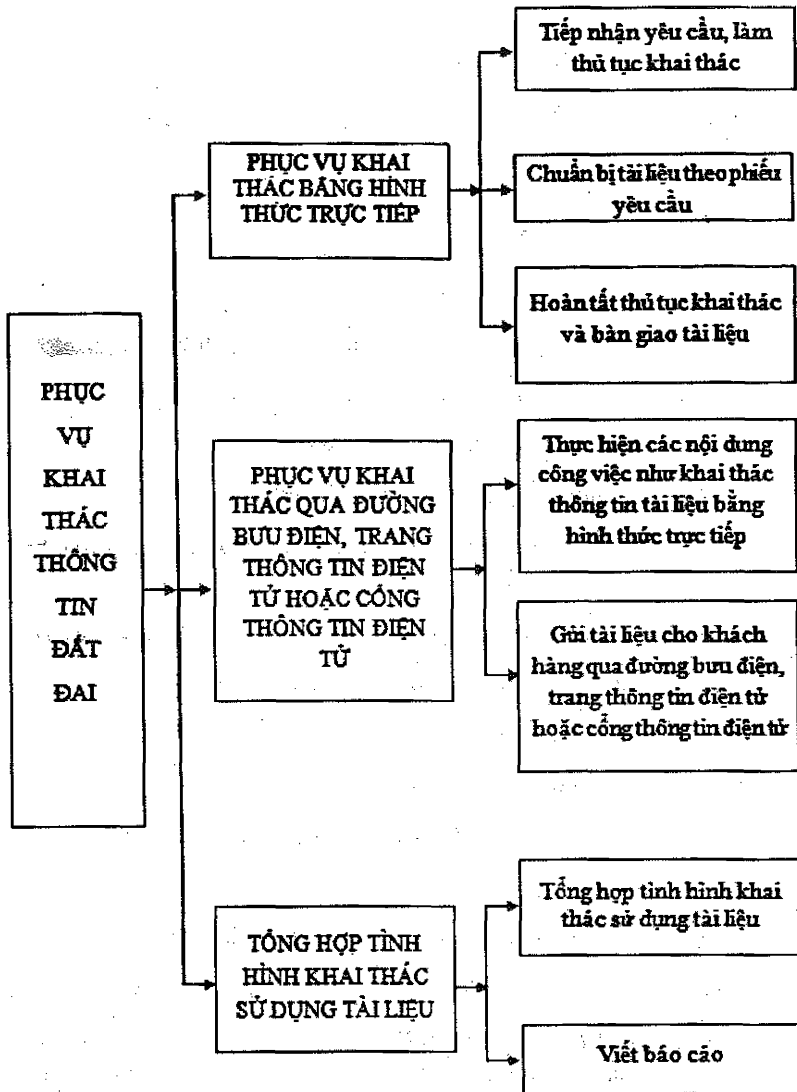 PHỤC
VỤ
KHAI
THÁC
THÔNG
TIN
ĐẤT
ĐAI
PHỤC VỤ KHAI
THÁC BẰNG HÌNH
THỨC TRỰC TIẾP
Tiếp nhận yêu cầu, làm
thủ tục khai thác
Chuẩn bị tài liệu theo phiếu
yêu cầu
Hoàn tất thủ tục khai thác
và bàn giao tài liệu
PHỤC VỤ KHAI
THÁC QUA ĐƯỜNG
BƯU ĐIỆN, TRANG
THÔNG TIN ĐIỆN
TỬ HOẶC CỔNG
THÔNG TIN ĐIỆN
TỬ
Thực hiện các nội dung
công việc như khai thác
thông tin tài liệu bằng
hình thức trực tiếp
Gửi tài liệu cho khách
hàng qua đường bưu điện,
trang thông tin điện tử
hoặc cổng thông tin điện tử
TỔNG HỢP TÌNH
HÌNH KHAI THÁC
SỬ DỤNG TÀI LIỆU
Tổng hợp tình hình khai
thác sử dụng tài liệu
Viết báo cáo